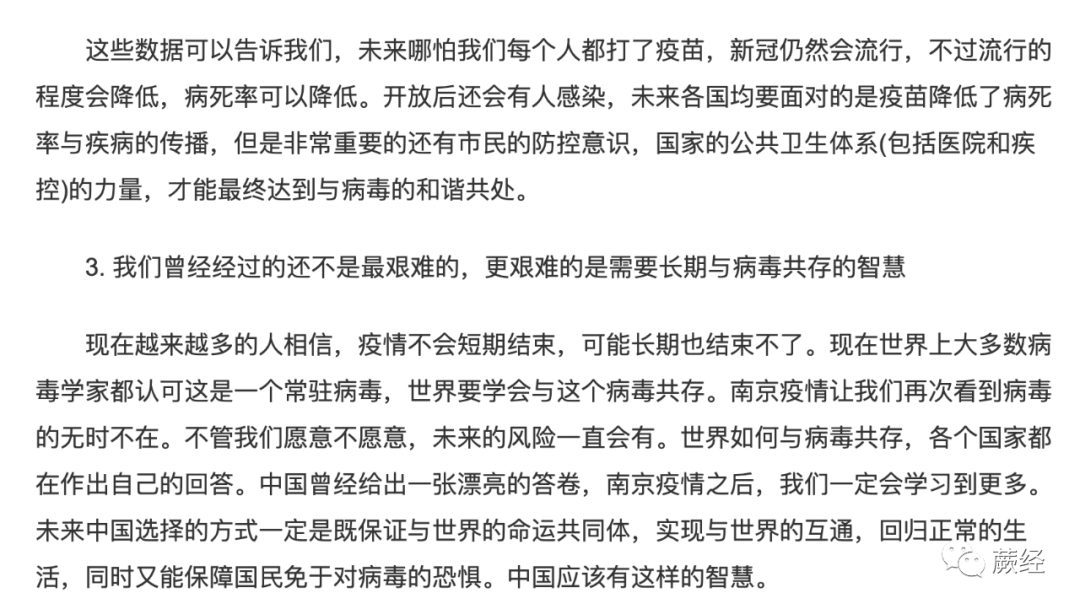 这些数据可以告诉我们，未来哪怕我们每个人都打了疫苗，新冠仍然会流行，不过流行的
程度会降低，病死率可以降低。开放后还会有人感染，未来各国均要面对的是疫苗降低了病死
率与疾病的传播，但是非常重要的还有市民的防控意识，国家的公共卫生体系(包括医院和疾
控)的力量，才能最终达到与病毒的和谐共处。
3. 我们曾经经过的还不是最艰难的，更艰难的是需要长期与病毒共存的智慧
现在越来越多的人相信，疫情不会短期结束，可能长期也结束不了。现在世界上大多数病
毒学家都认可这是一个常驻病毒，世界要学会与这个病毒共存。南京疫情让我们再次看到病毒
的无时不在。不管我们愿意不愿意，未来的风险一直会有。世界如何与病毒共存，各个国家都
在作出自己的回答。中国曾经给出一张漂亮的答卷，南京疫情之后，我们一定会学习到更多。
未来中国选择的方式一定是既保证与世界的命运共同体，实现与世界的互通，回归正常的生
活，同时又能保障国民免于对病毒的恐惧。中国应该有这样的智慧。
蕨经